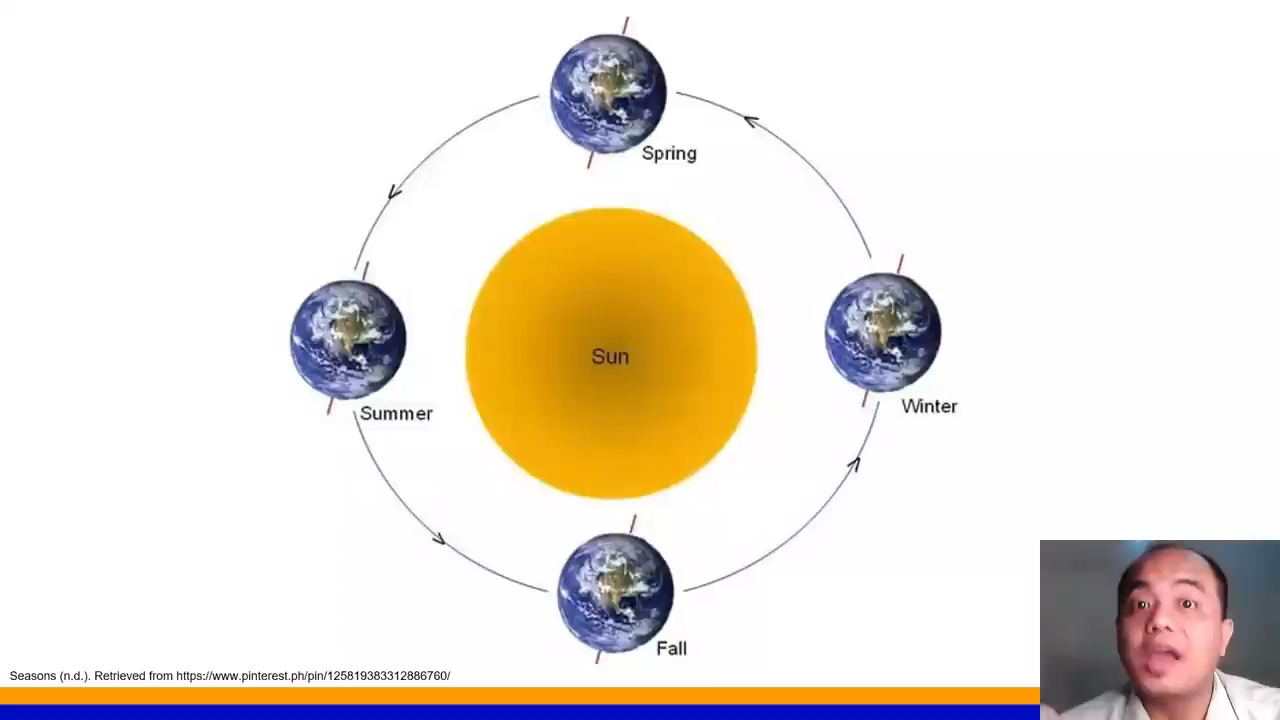 Spring
Sun
Winter
Summer
Fall
Seasons (n.d.). Retrieved from https://www.pinterest.ph/pin/125819383312886760/